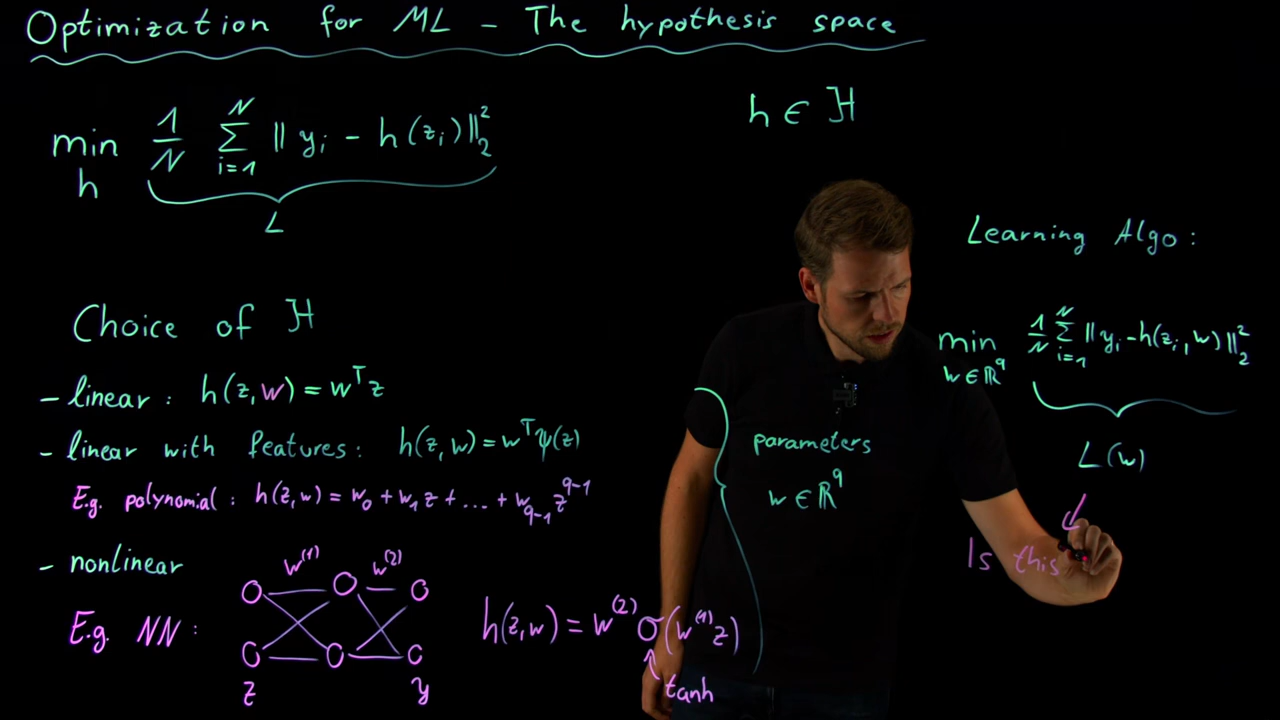 Optimization for ML - The hypothesis space
min h 1/N ∑ i=1 N ‖ y_i - h(z_i) ‖_2^2
L
h ∈ ℋ
Choice of ℋ
- linear : h(z,w) = w^T z
- linear with features : h(z,w) = w^T ψ(z)
E.g. polynomial : h(z,w) = w_0 + w_1 z + ... + w_{q-1} z^{q-1}
- nonlinear
w^(1) w^(2)
E.g. NN :
z y
h(z,w) = w^(2) σ(w^(1) z)
tanh
parameters
w ∈ ℝ^q
Learning Algo :
min w∈ℝ^q 1/N ∑ i=1 N ‖ y_i - h(z_i, w) ‖_2^2
L(w)
Is this